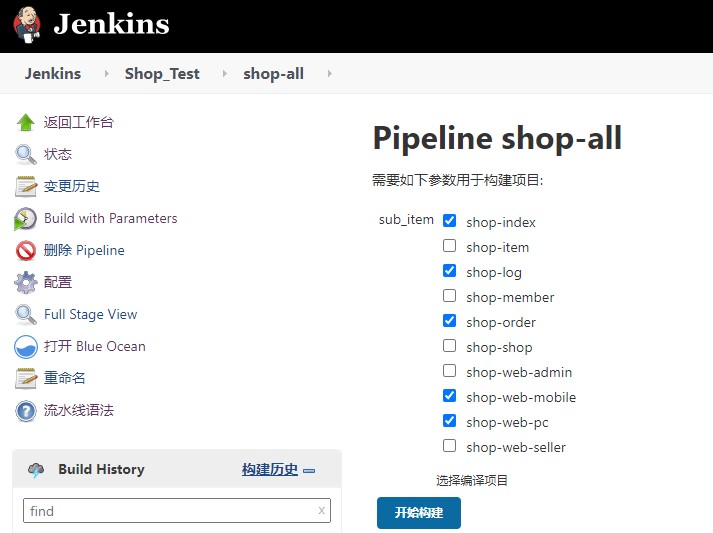 Jenkins
Jenkins Shop_Test shop-all
返回工作台
状态
变更历史
Build with Parameters
删除 Pipeline
配置
Full Stage View
打开 Blue Ocean
重命名
流水线语法
Build History 构建历史
find x
Pipeline shop-all
需要如下参数用于构建项目:
sub_item shop-index
shop-item
shop-log
shop-member
shop-order
shop-shop
shop-web-admin
shop-web-mobile
shop-web-pc
shop-web-seller
选择编译项目
开始构建